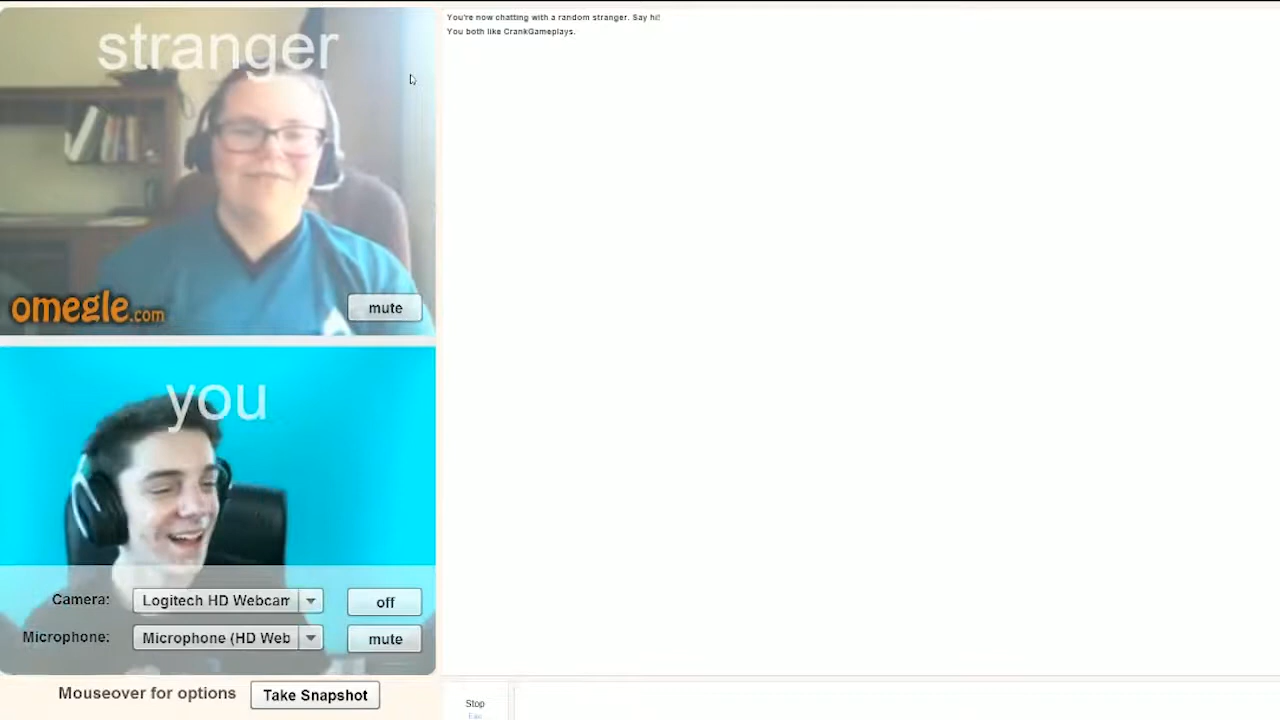 stranger
You're now chatting with a random stranger. Say hi!
You both like CrankGameplays.
omegle.com
mute
you
Camera:
Logitech HD Webcam
off
Microphone:
Microphone (HD Web
mute
Mouseover for options
Take Snapshot
Stop